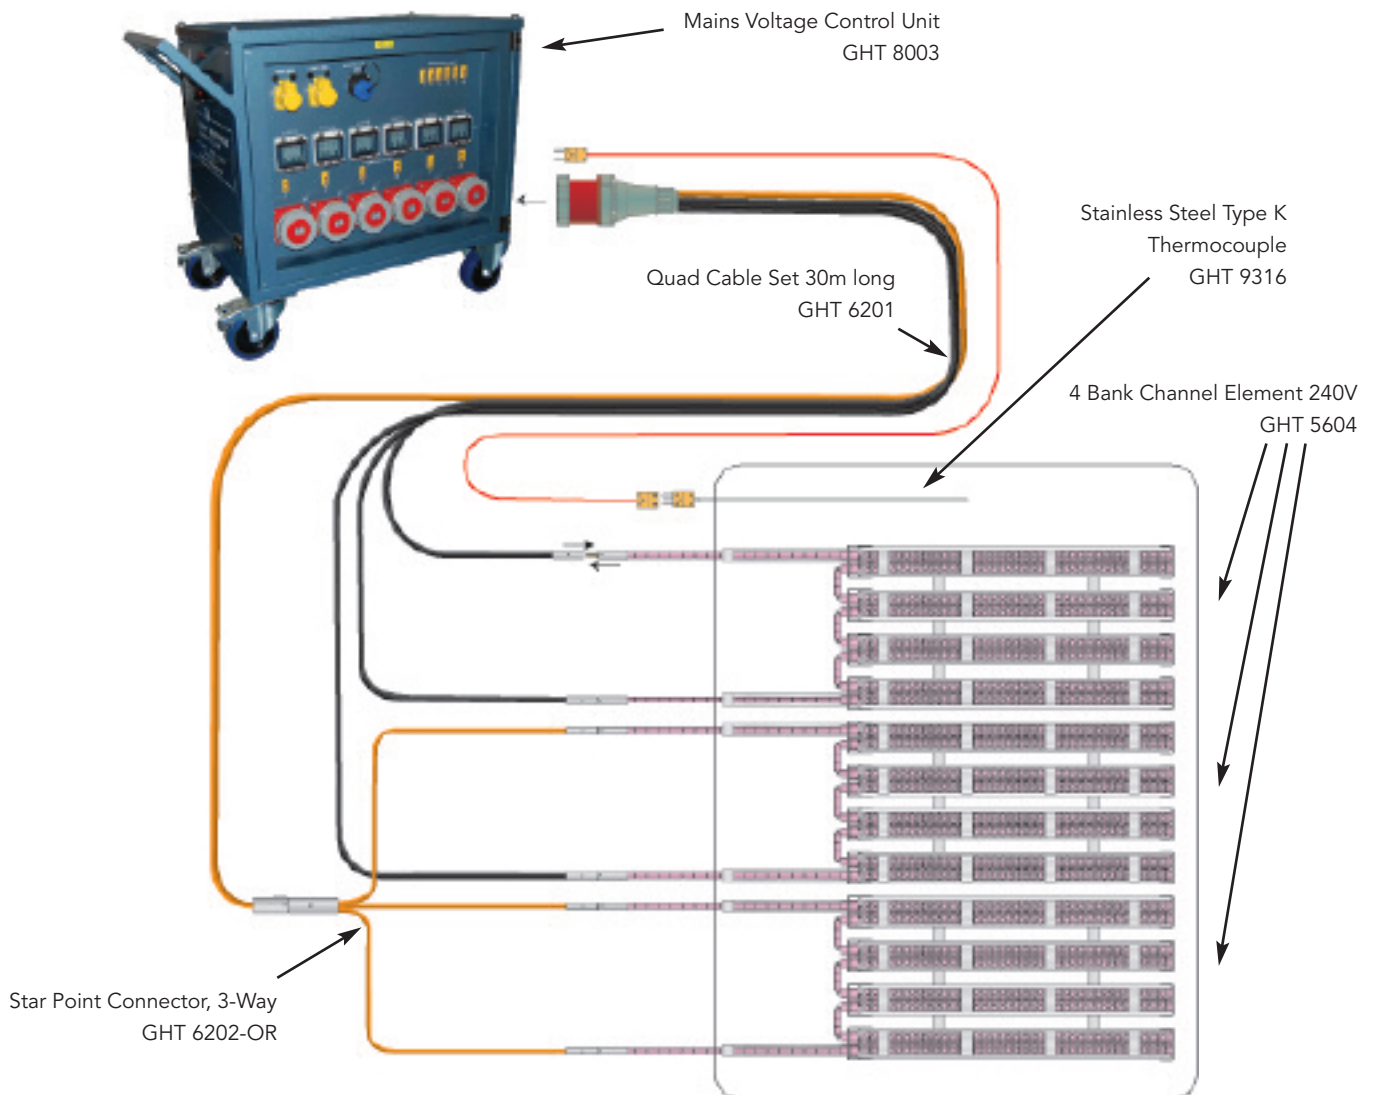 Mains Voltage Control Unit
GHT 8003
Stainless Steel Type K
Thermocouple
GHT 9316
Quad Cable Set 30m long
GHT 6201
4 Bank Channel Element 240V
GHT 5604
Star Point Connector, 3-Way
GHT 6202-OR